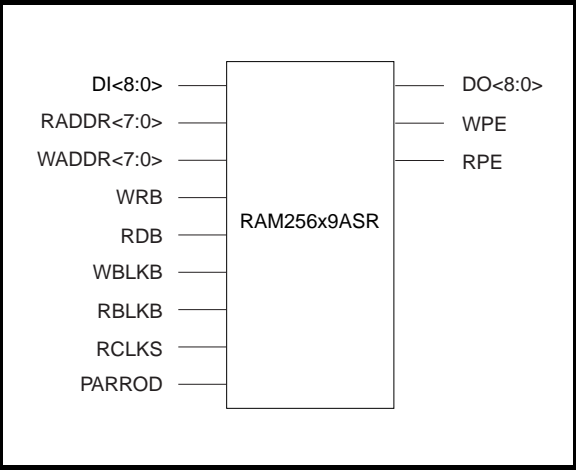 DI<8:0>
RADDR<7:0>
WADDR<7:0>
WRB
RDB
WBLKB
RBLKB
RCLKS
PARROD
RAM256x9ASR
DO<8:0>
WPE
RPE